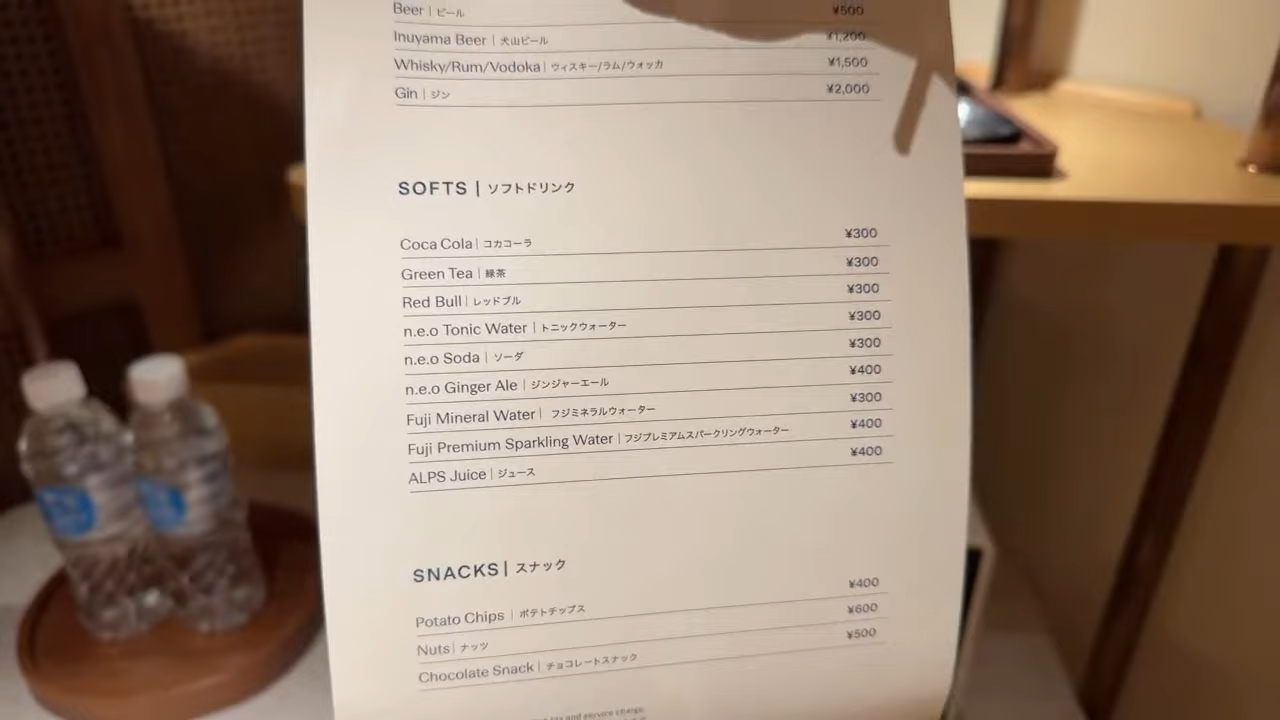 Beer | ビール ¥500
Inuyama Beer | 犬山ビール ¥1,200
Whisky/Rum/Vodoka | ウィスキー/ラム/ウォッカ ¥1,500
Gin | ジン ¥2,000
SOFTS | ソフトドリンク
Coca Cola | コカコーラ ¥300
Green Tea | 緑茶 ¥300
Red Bull | レッドブル ¥300
n.e.o Tonic Water | トニックウォーター ¥300
n.e.o Soda | ソーダ ¥300
n.e.o Ginger Ale | ジンジャーエール ¥400
Fuji Mineral Water | フジミネラルウォーター ¥300
Fuji Premium Sparkling Water | フジプレミアムスパークリングウォーター ¥400
ALPS Juice | ジュース ¥400
SNACKS | スナック
Potato Chips | ポテトチップス ¥400
Nuts | ナッツ ¥600
Chocolate Snack | チョコレートスナック ¥500
tax and service charge.